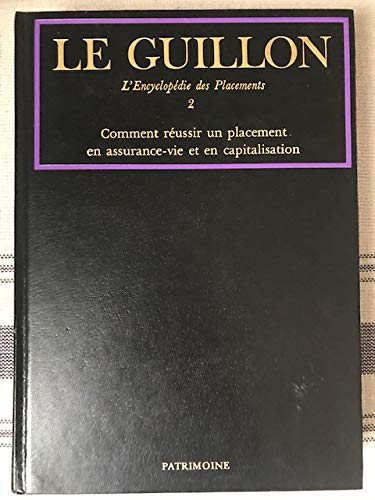 LE GUILLON
L'Encyclopédie des Placements
2
Comment réussir un placement
en assurance-vie et en capitalisation
PATRIMOINE